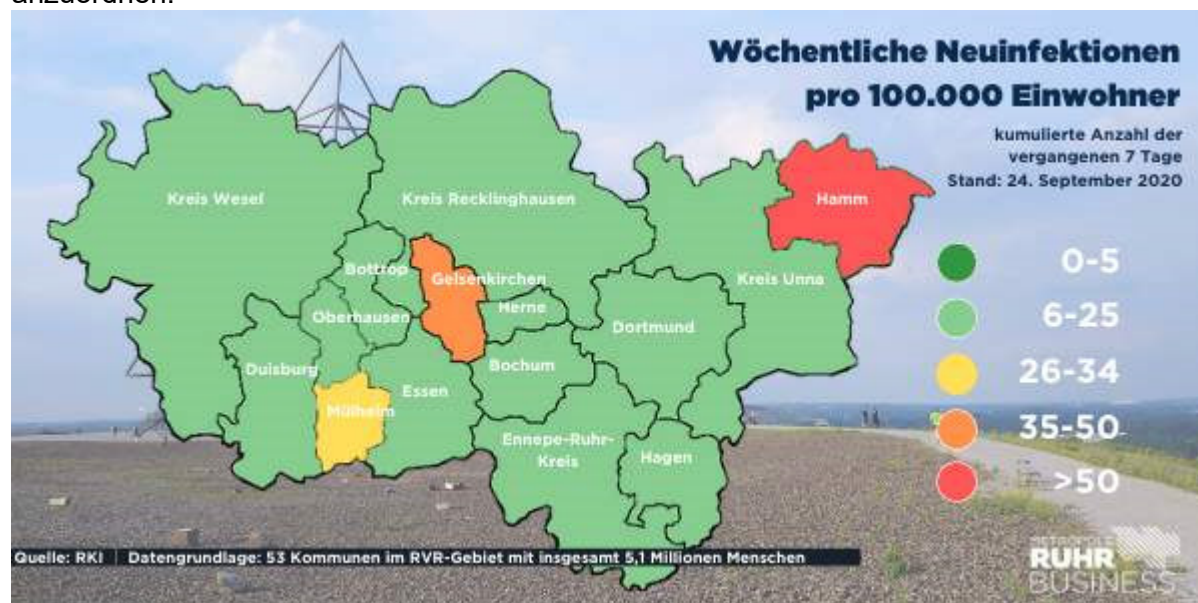 anzuordnen.
Wöchentliche Neuinfektionen
pro 100.000 Einwohner
kumulierte Anzahl der
vergangenen 7 Tage
Stand: 24. September 2020
Kreis Wesel
Kreis Recklinghausen
Hamm
Bottrop
Gelsenkirchen
Kreis Unna
Oberhausen
Herne
Dortmund
Duisburg
Essen
Bochum
Mülheim
Ennepe-Ruhr-
Kreis
Hagen
0-5
6-25
26-34
35-50
>50
Quelle: RKI | Datengrundlage: 53 Kommunen im RVR-Gebiet mit insgesamt 5,1 Millionen Menschen
METROPOLE
RUHR
BUSINESS